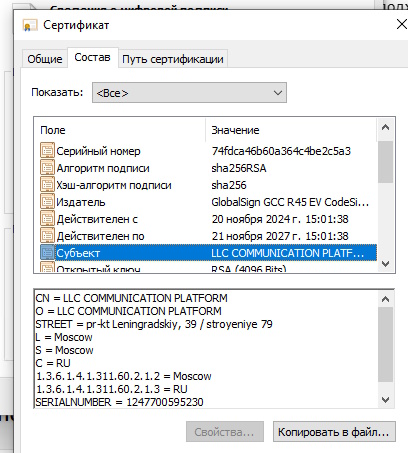 Сведения о цифровой подписи
Сертификат
Общие Состав Путь сертификации
Показать: <Все>
Поле Значение
Серийный номер 74fdca46b60a364c4be2c5a3
Алгоритм подписи sha256RSA
Хэш-алгоритм подписи sha256
Издатель GlobalSign GCC R45 EV CodeSi...
Действителен с 20 ноября 2024 г. 15:01:38
Действителен по 21 ноября 2027 г. 15:01:38
Субъект LLC COMMUNICATION PLATF...
Открытый ключ RSA (4096 Bits)
CN = LLC COMMUNICATION PLATFORM
O = LLC COMMUNICATION PLATFORM
STREET = pr-kt Leningradskiy, 39 / stroyeniye 79
L = Moscow
S = Moscow
C = RU
1.3.6.1.4.1.311.60.2.1.2 = Moscow
1.3.6.1.4.1.311.60.2.1.3 = RU
SERIALNUMBER = 1247700595230
Свойства... Копировать в файл...